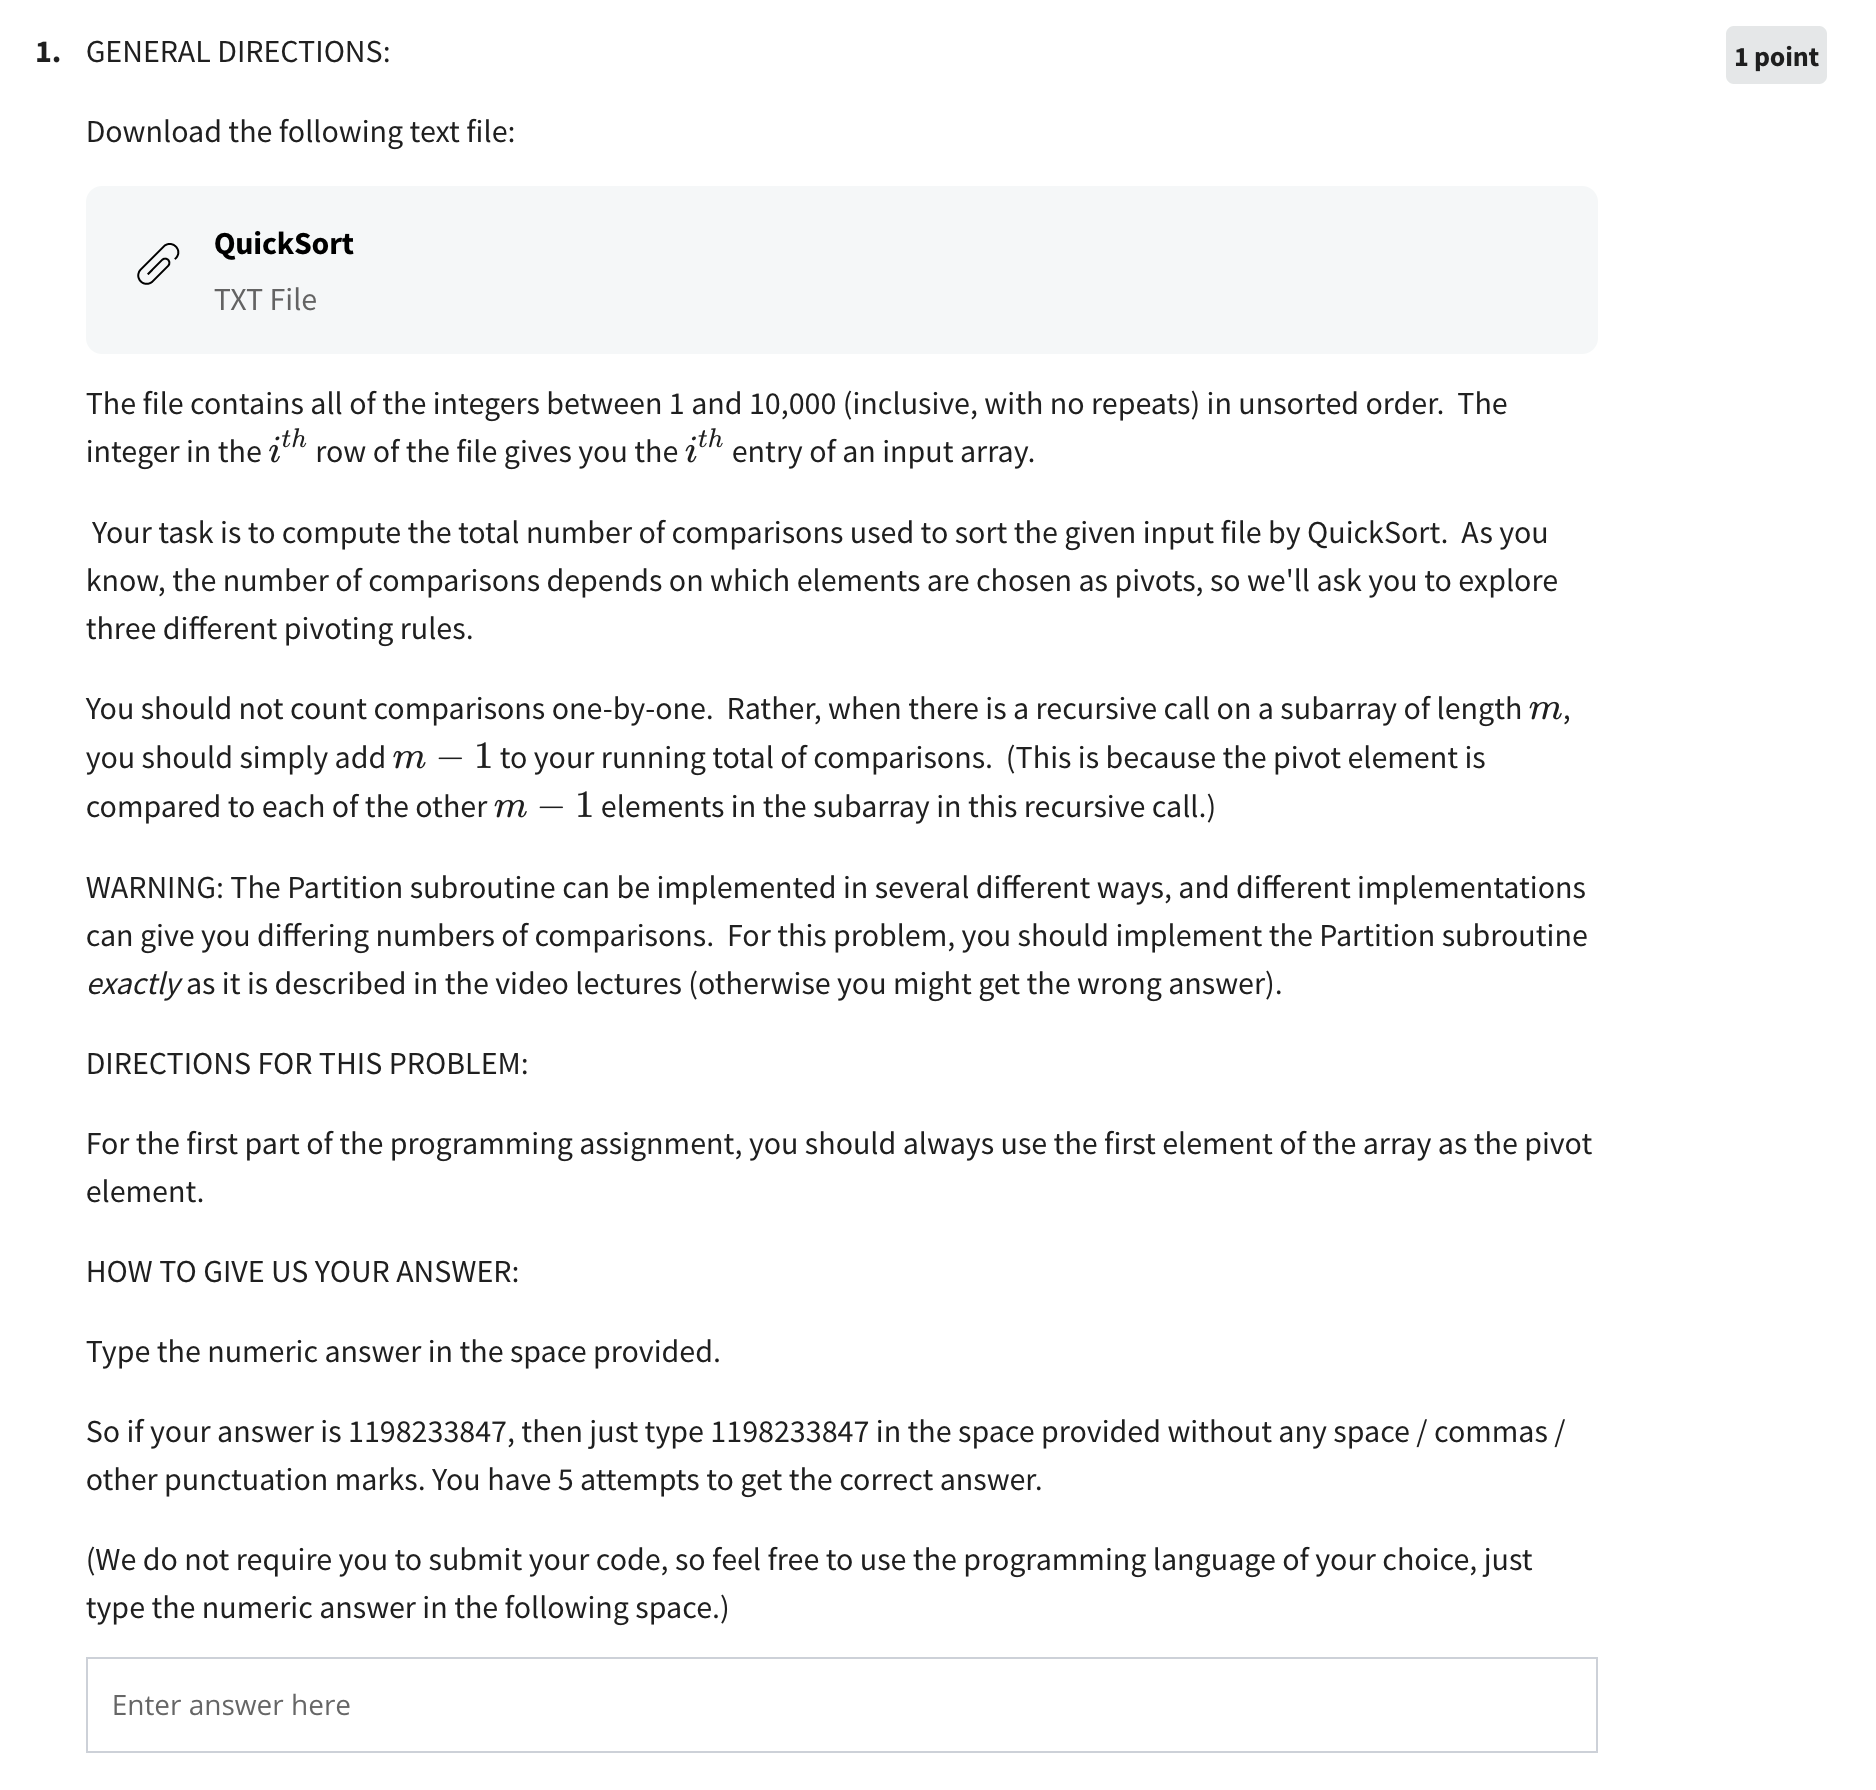 1. GENERAL DIRECTIONS:
1 point
Download the following text file:
QuickSort
TXT File
The file contains all of the integers between 1 and 10,000 (inclusive, with no repeats) in unsorted order.  The
integer in the i^{th} row of the file gives you the i^{th} entry of an input array.
Your task is to compute the total number of comparisons used to sort the given input file by QuickSort.  As you
know, the number of comparisons depends on which elements are chosen as pivots, so we'll ask you to explore
three different pivoting rules.
You should not count comparisons one-by-one.  Rather, when there is a recursive call on a subarray of length m,
you should simply add m − 1 to your running total of comparisons.  (This is because the pivot element is
compared to each of the other m − 1 elements in the subarray in this recursive call.)
WARNING: The Partition subroutine can be implemented in several different ways, and different implementations
can give you differing numbers of comparisons.  For this problem, you should implement the Partition subroutine
exactly as it is described in the video lectures (otherwise you might get the wrong answer).
DIRECTIONS FOR THIS PROBLEM:
For the first part of the programming assignment, you should always use the first element of the array as the pivot
element.
HOW TO GIVE US YOUR ANSWER:
Type the numeric answer in the space provided.
So if your answer is 1198233847, then just type 1198233847 in the space provided without any space / commas /
other punctuation marks. You have 5 attempts to get the correct answer.
(We do not require you to submit your code, so feel free to use the programming language of your choice, just
type the numeric answer in the following space.)
Enter answer here